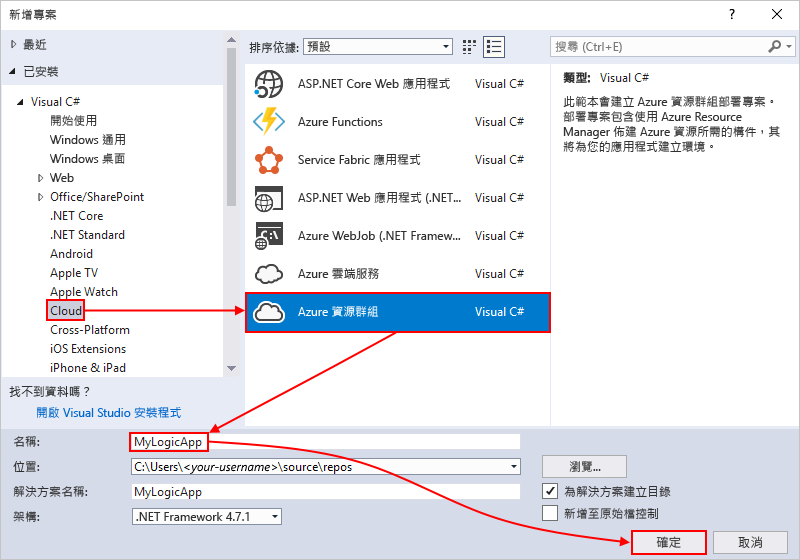 新增專案
最近
已安裝
Visual C#
開始使用
Windows 通用
Windows 桌面
Web
Office/SharePoint
.NET Core
.NET Standard
Android
Apple TV
Apple Watch
Cloud
Cross-Platform
iOS Extensions
iPhone & iPad
找不到資料嗎？
開啟 Visual Studio 安裝程式
排序依據: 預設
ASP.NET Core Web 應用程式 Visual C#
Azure Functions Visual C#
Service Fabric 應用程式 Visual C#
ASP.NET Web 應用程式 (.NET... Visual C#
Azure WebJob (.NET Framew... Visual C#
Azure 雲端服務 Visual C#
Azure 資源群組 Visual C#
搜尋 (Ctrl+E)
類型: Visual C#
此範本會建立 Azure 資源群組部署專案。
部署專案包含使用 Azure Resource
Manager 佈建 Azure 資源所需的構件，其
將為您的應用程式建立環境。
名稱: MyLogicApp
位置: C:\Users\<your-username>\source\repos
瀏覽...
解決方案名稱: MyLogicApp
為解決方案建立目錄
架構: .NET Framework 4.7.1
新增至原始檔控制
確定
取消